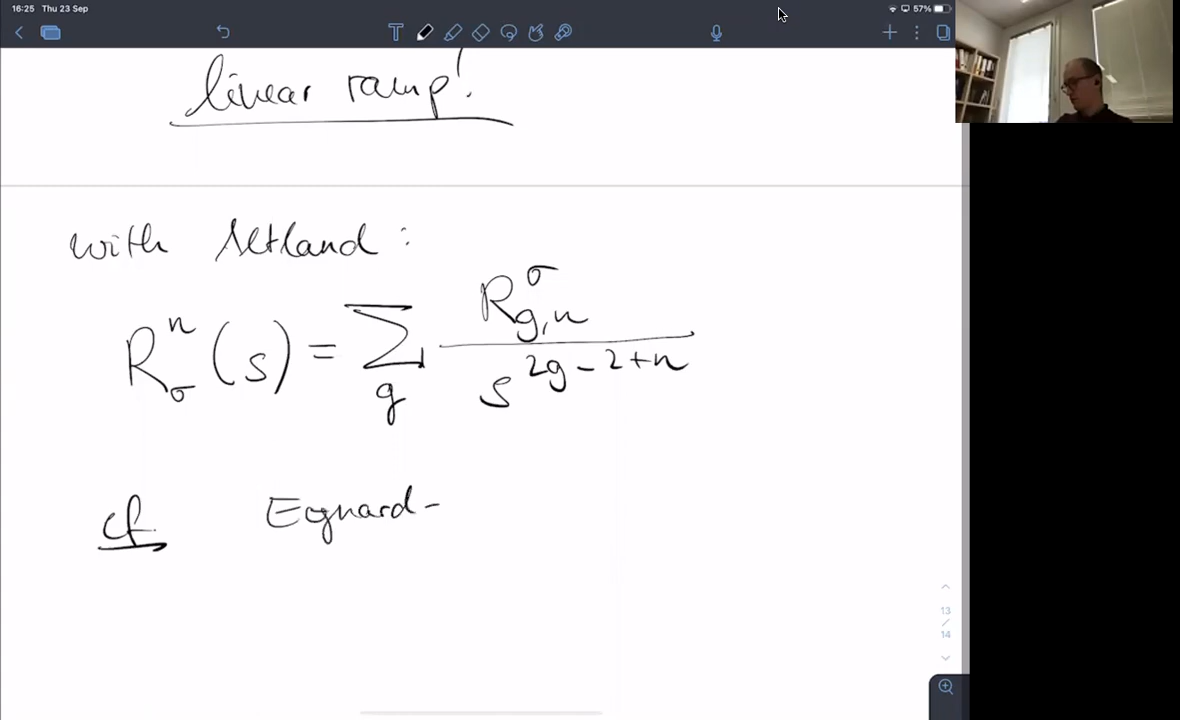 16:25 Thu 23 Sep
57%
linear ramp!
with Altland :
R^n_σ (s) = Σ_g R^σ_{g,n} / s^{2g-2+n}
cf. Eynard-
13
/
14